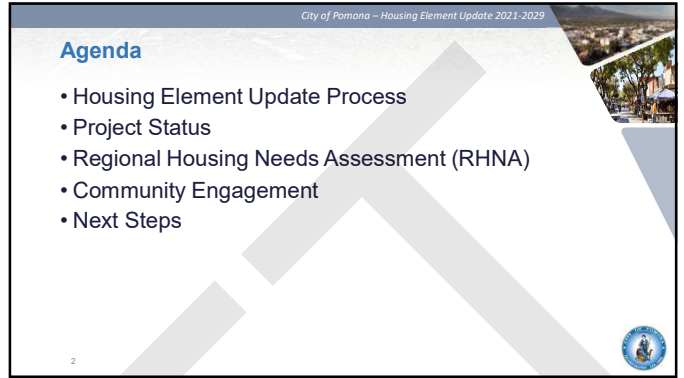 City of Pomona – Housing Element Update 2021-2029
Agenda
• Housing Element Update Process
• Project Status
• Regional Housing Needs Assessment (RHNA)
• Community Engagement
• Next Steps
2